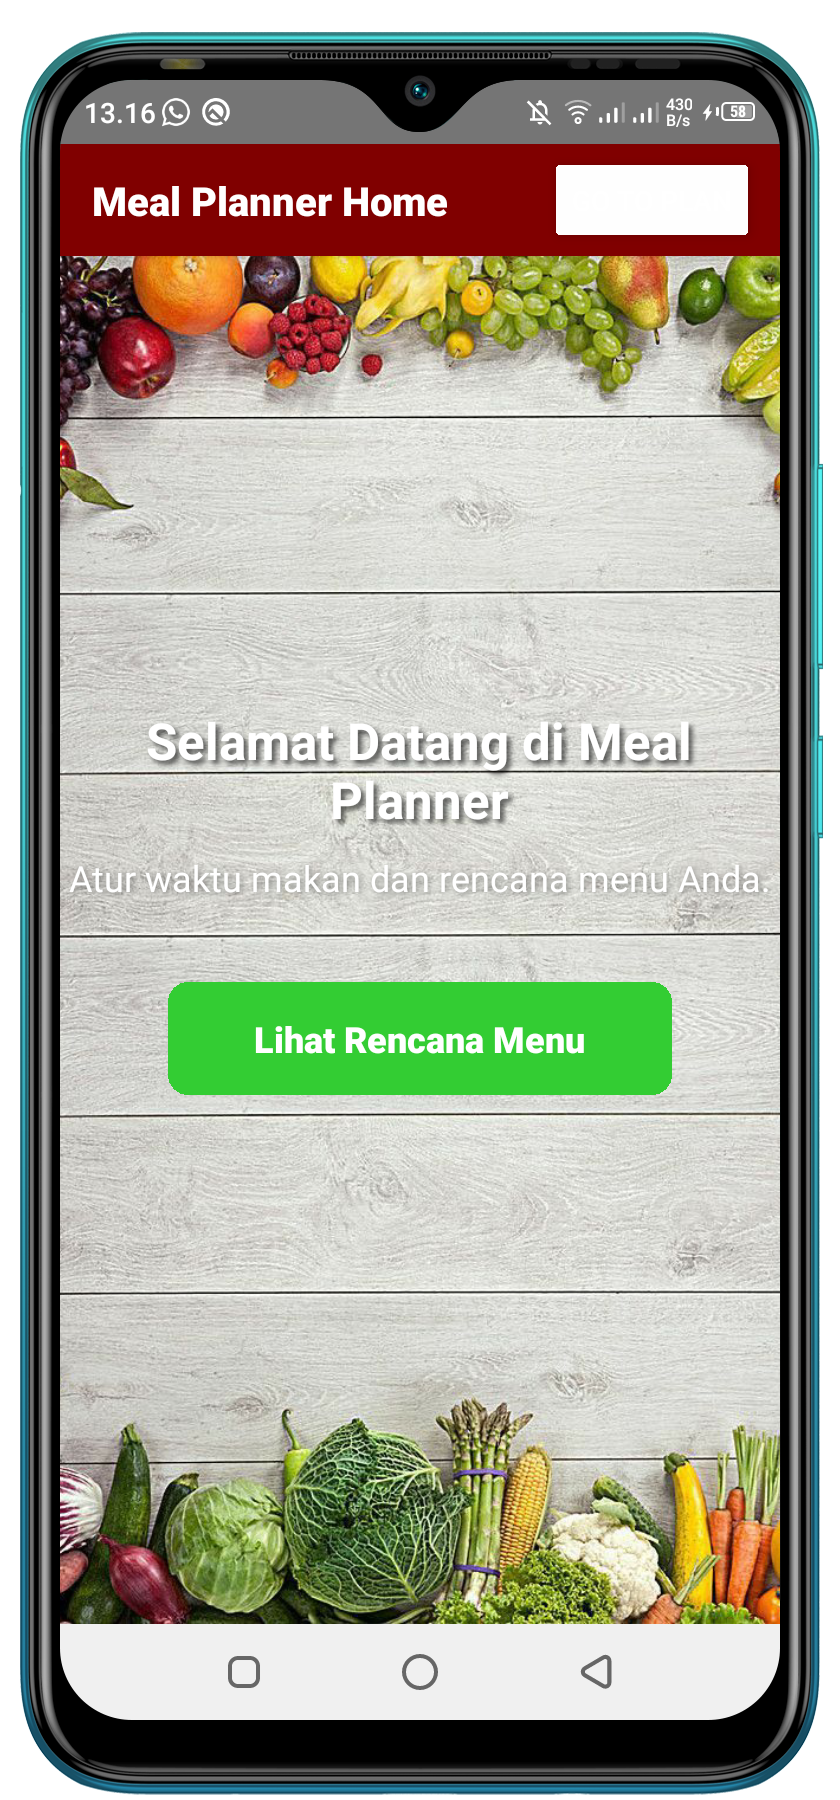 13.16
430
B/s
58
Meal Planner Home
Selamat Datang di Meal
Planner
Atur waktu makan dan rencana menu Anda.
Lihat Rencana Menu